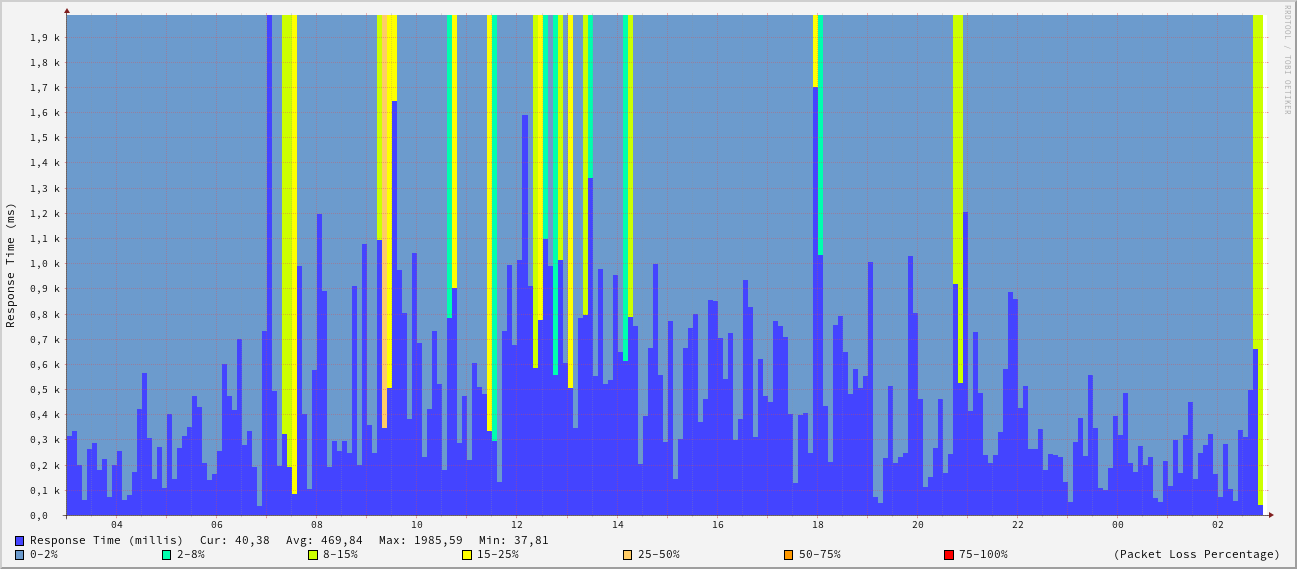 RRDTOOL / TOBI OETIKER
Response Time (ms)
1,9 k
1,8 k
1,7 k
1,6 k
1,5 k
1,4 k
1,3 k
1,2 k
1,1 k
1,0 k
0,9 k
0,8 k
0,7 k
0,6 k
0,5 k
0,4 k
0,3 k
0,2 k
0,1 k
0,0
04 06 08 10 12 14 16 18 20 22 00 02
Response Time (millis) Cur: 40,38 Avg: 469,84 Max: 1985,59 Min: 37,81
0-2% 2-8% 8-15% 15-25% 25-50% 50-75% 75-100% (Packet Loss Percentage)